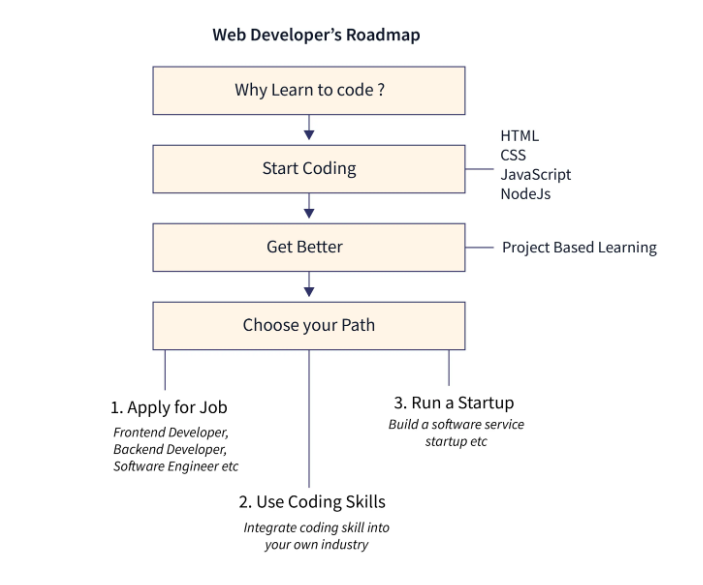 Web Developer’s Roadmap
Why Learn to code ?
Start Coding
HTML
CSS
JavaScript
NodeJs
Get Better
Project Based Learning
Choose your Path
1. Apply for Job
Frontend Developer,
Backend Developer,
Software Engineer etc
2. Use Coding Skills
Integrate coding skill into
your own industry
3. Run a Startup
Build a software service
startup etc